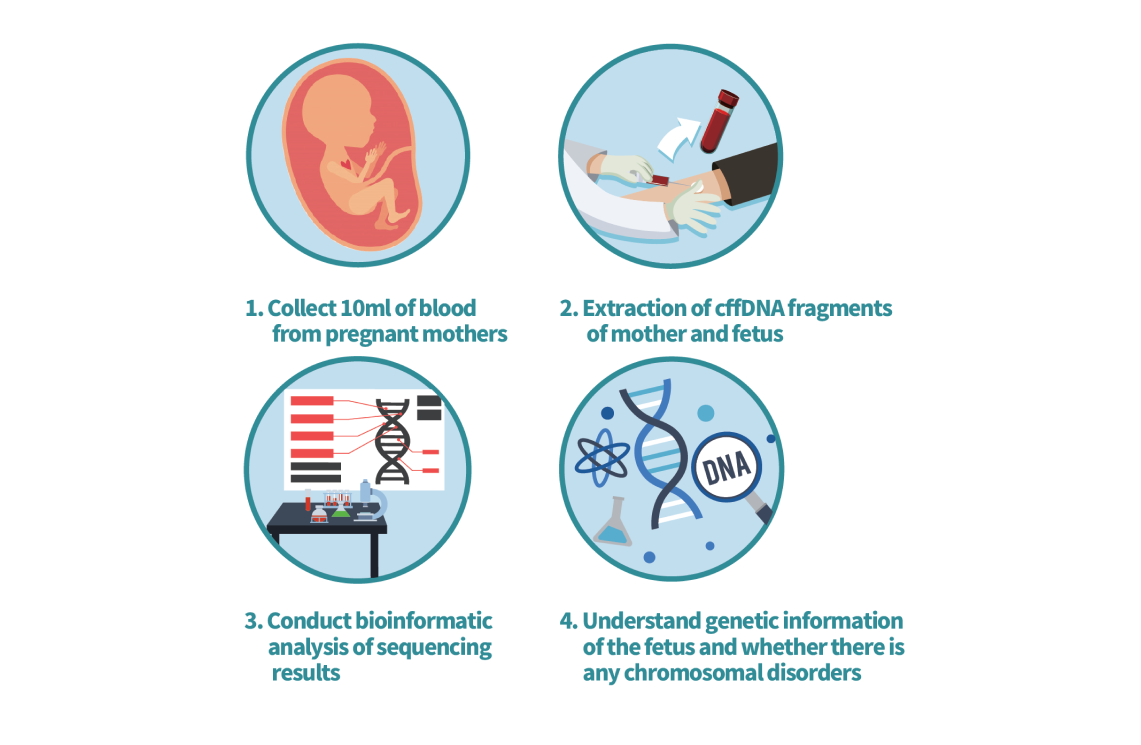 1. Collect 10ml of blood
from pregnant mothers
2. Extraction of cffDNA fragments
of mother and fetus
DNA
3. Conduct bioinformatic
analysis of sequencing
results
4. Understand genetic information
of the fetus and whether there is
any chromosomal disorders